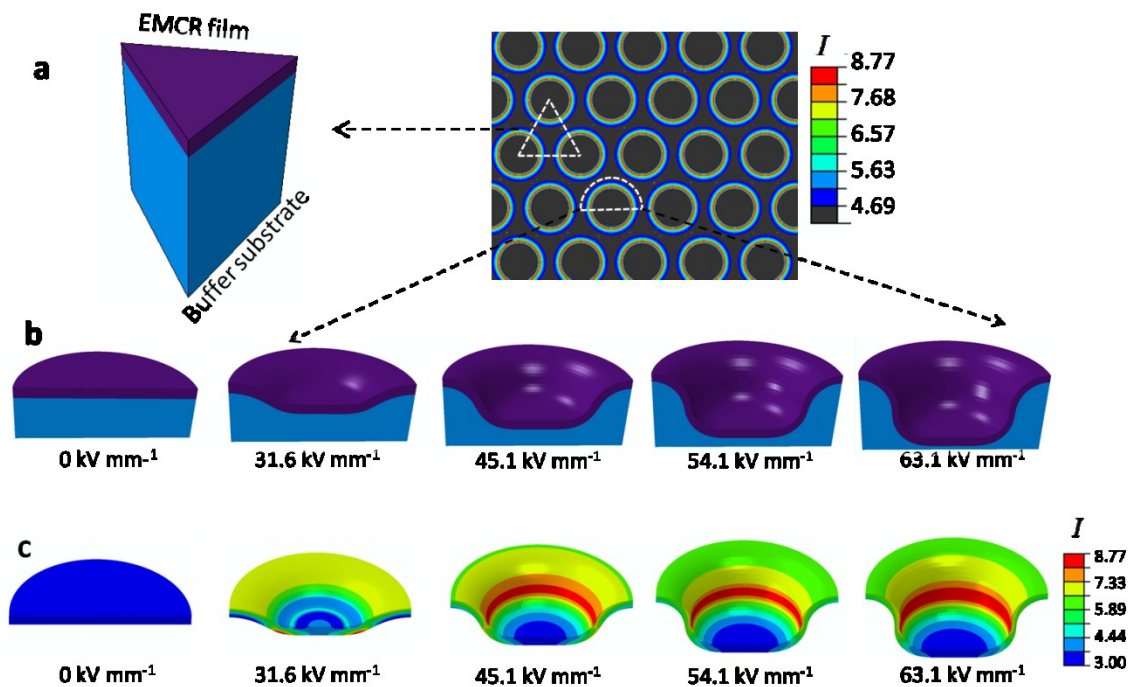 EMCR film
a
Buffer substrate
I
8.77
7.68
6.57
5.63
4.69
b
0 kV mm-1
31.6 kV mm-1
45.1 kV mm-1
54.1 kV mm-1
63.1 kV mm-1
c
I
8.77
7.33
5.89
4.44
3.00
0 kV mm-1
31.6 kV mm-1
45.1 kV mm-1
54.1 kV mm-1
63.1 kV mm-1